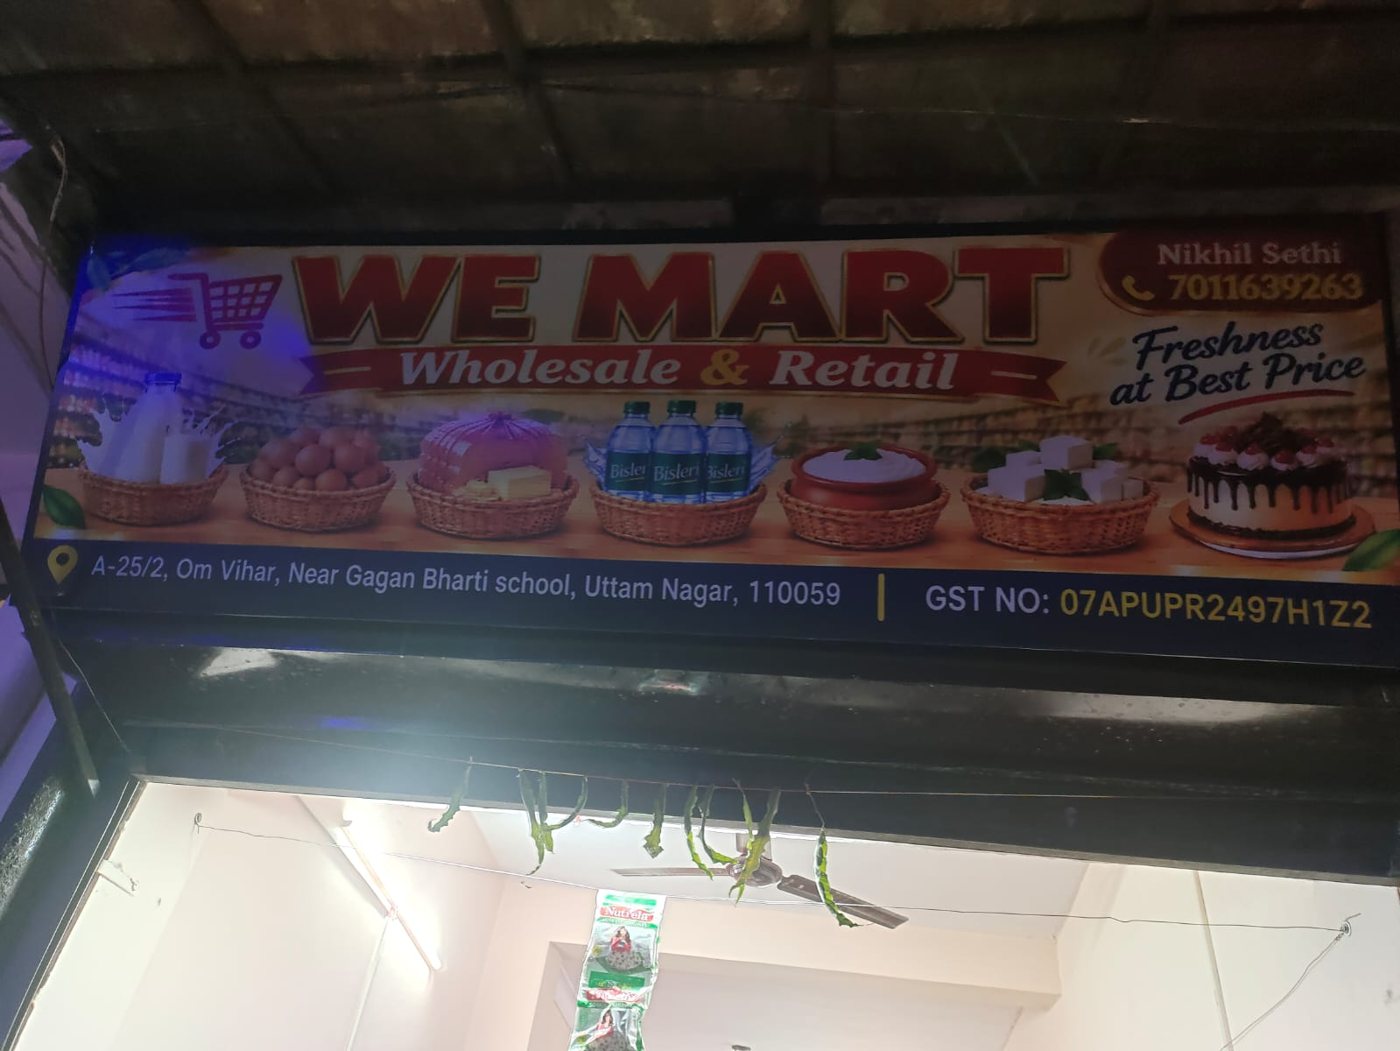 WE MART
Wholesale & Retail
Nikhil Sethi
7011639263
Freshness
at Best Price
Bisleri Bisleri Bisleri
A-25/2, Om Vihar, Near Gagan Bharti school, Uttam Nagar, 110059
GST NO: 07APUPR2497H1Z2
Nutrela